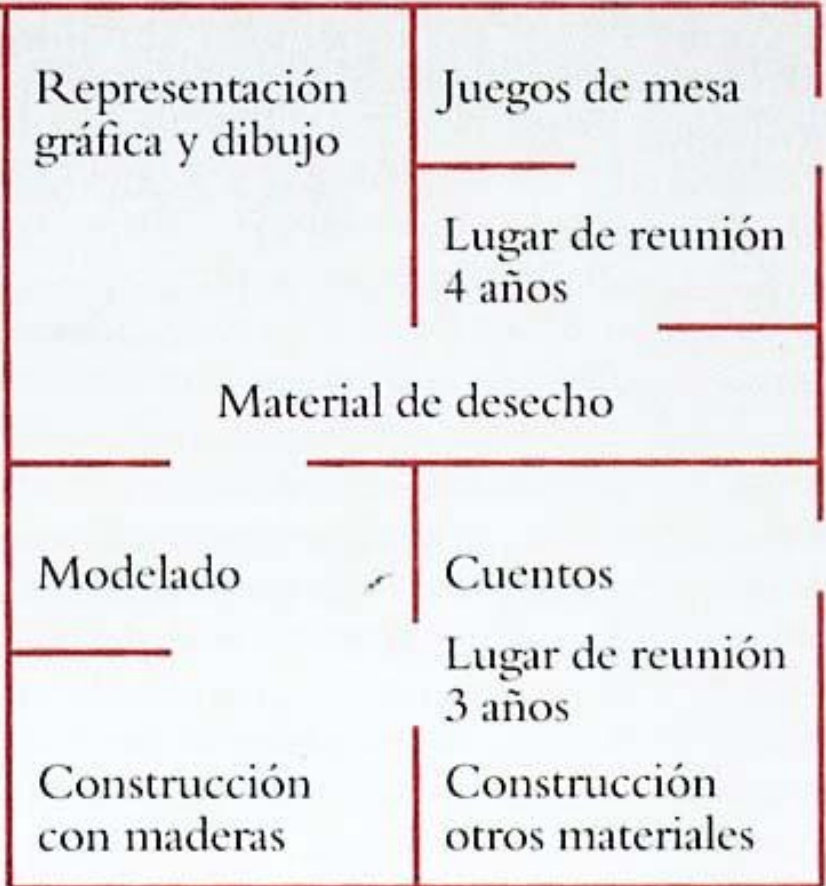 Representación
gráfica y dibujo
Juegos de mesa
Lugar de reunión
4 años
Material de desecho
Modelado
Cuentos
Lugar de reunión
3 años
Construcción
con maderas
Construcción
otros materiales